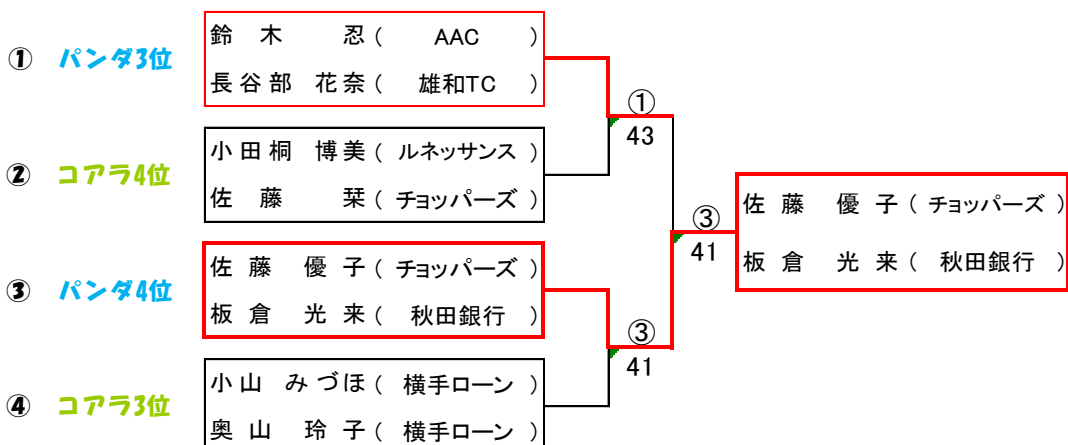 ① パンダ3位
鈴木 忍 ( AAC )
長谷部 花奈 ( 雄和TC )
①
43
② コアラ4位
小田桐 博美 ( ルネッサンス )
佐藤 栞 ( チョッパーズ )
③ パンダ4位
佐藤 優子 ( チョッパーズ )
板倉 光来 ( 秋田銀行 )
③
41
④ コアラ3位
小山 みづほ ( 横手ローン )
奥山 玲子 ( 横手ローン )
③
41
佐藤 優子 ( チョッパーズ )
板倉 光来 ( 秋田銀行 )